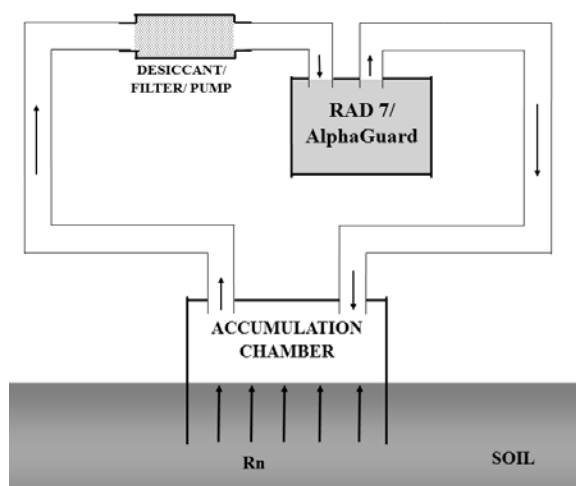 DESICCANT/
FILTER/ PUMP
RAD 7/
AlphaGuard
ACCUMULATION
CHAMBER
Rn
SOIL